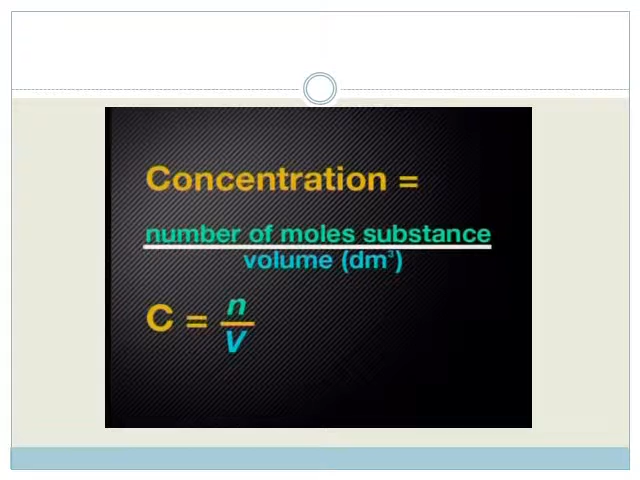 Concentration =
number of moles substance
volume (dm³)
C = n
V